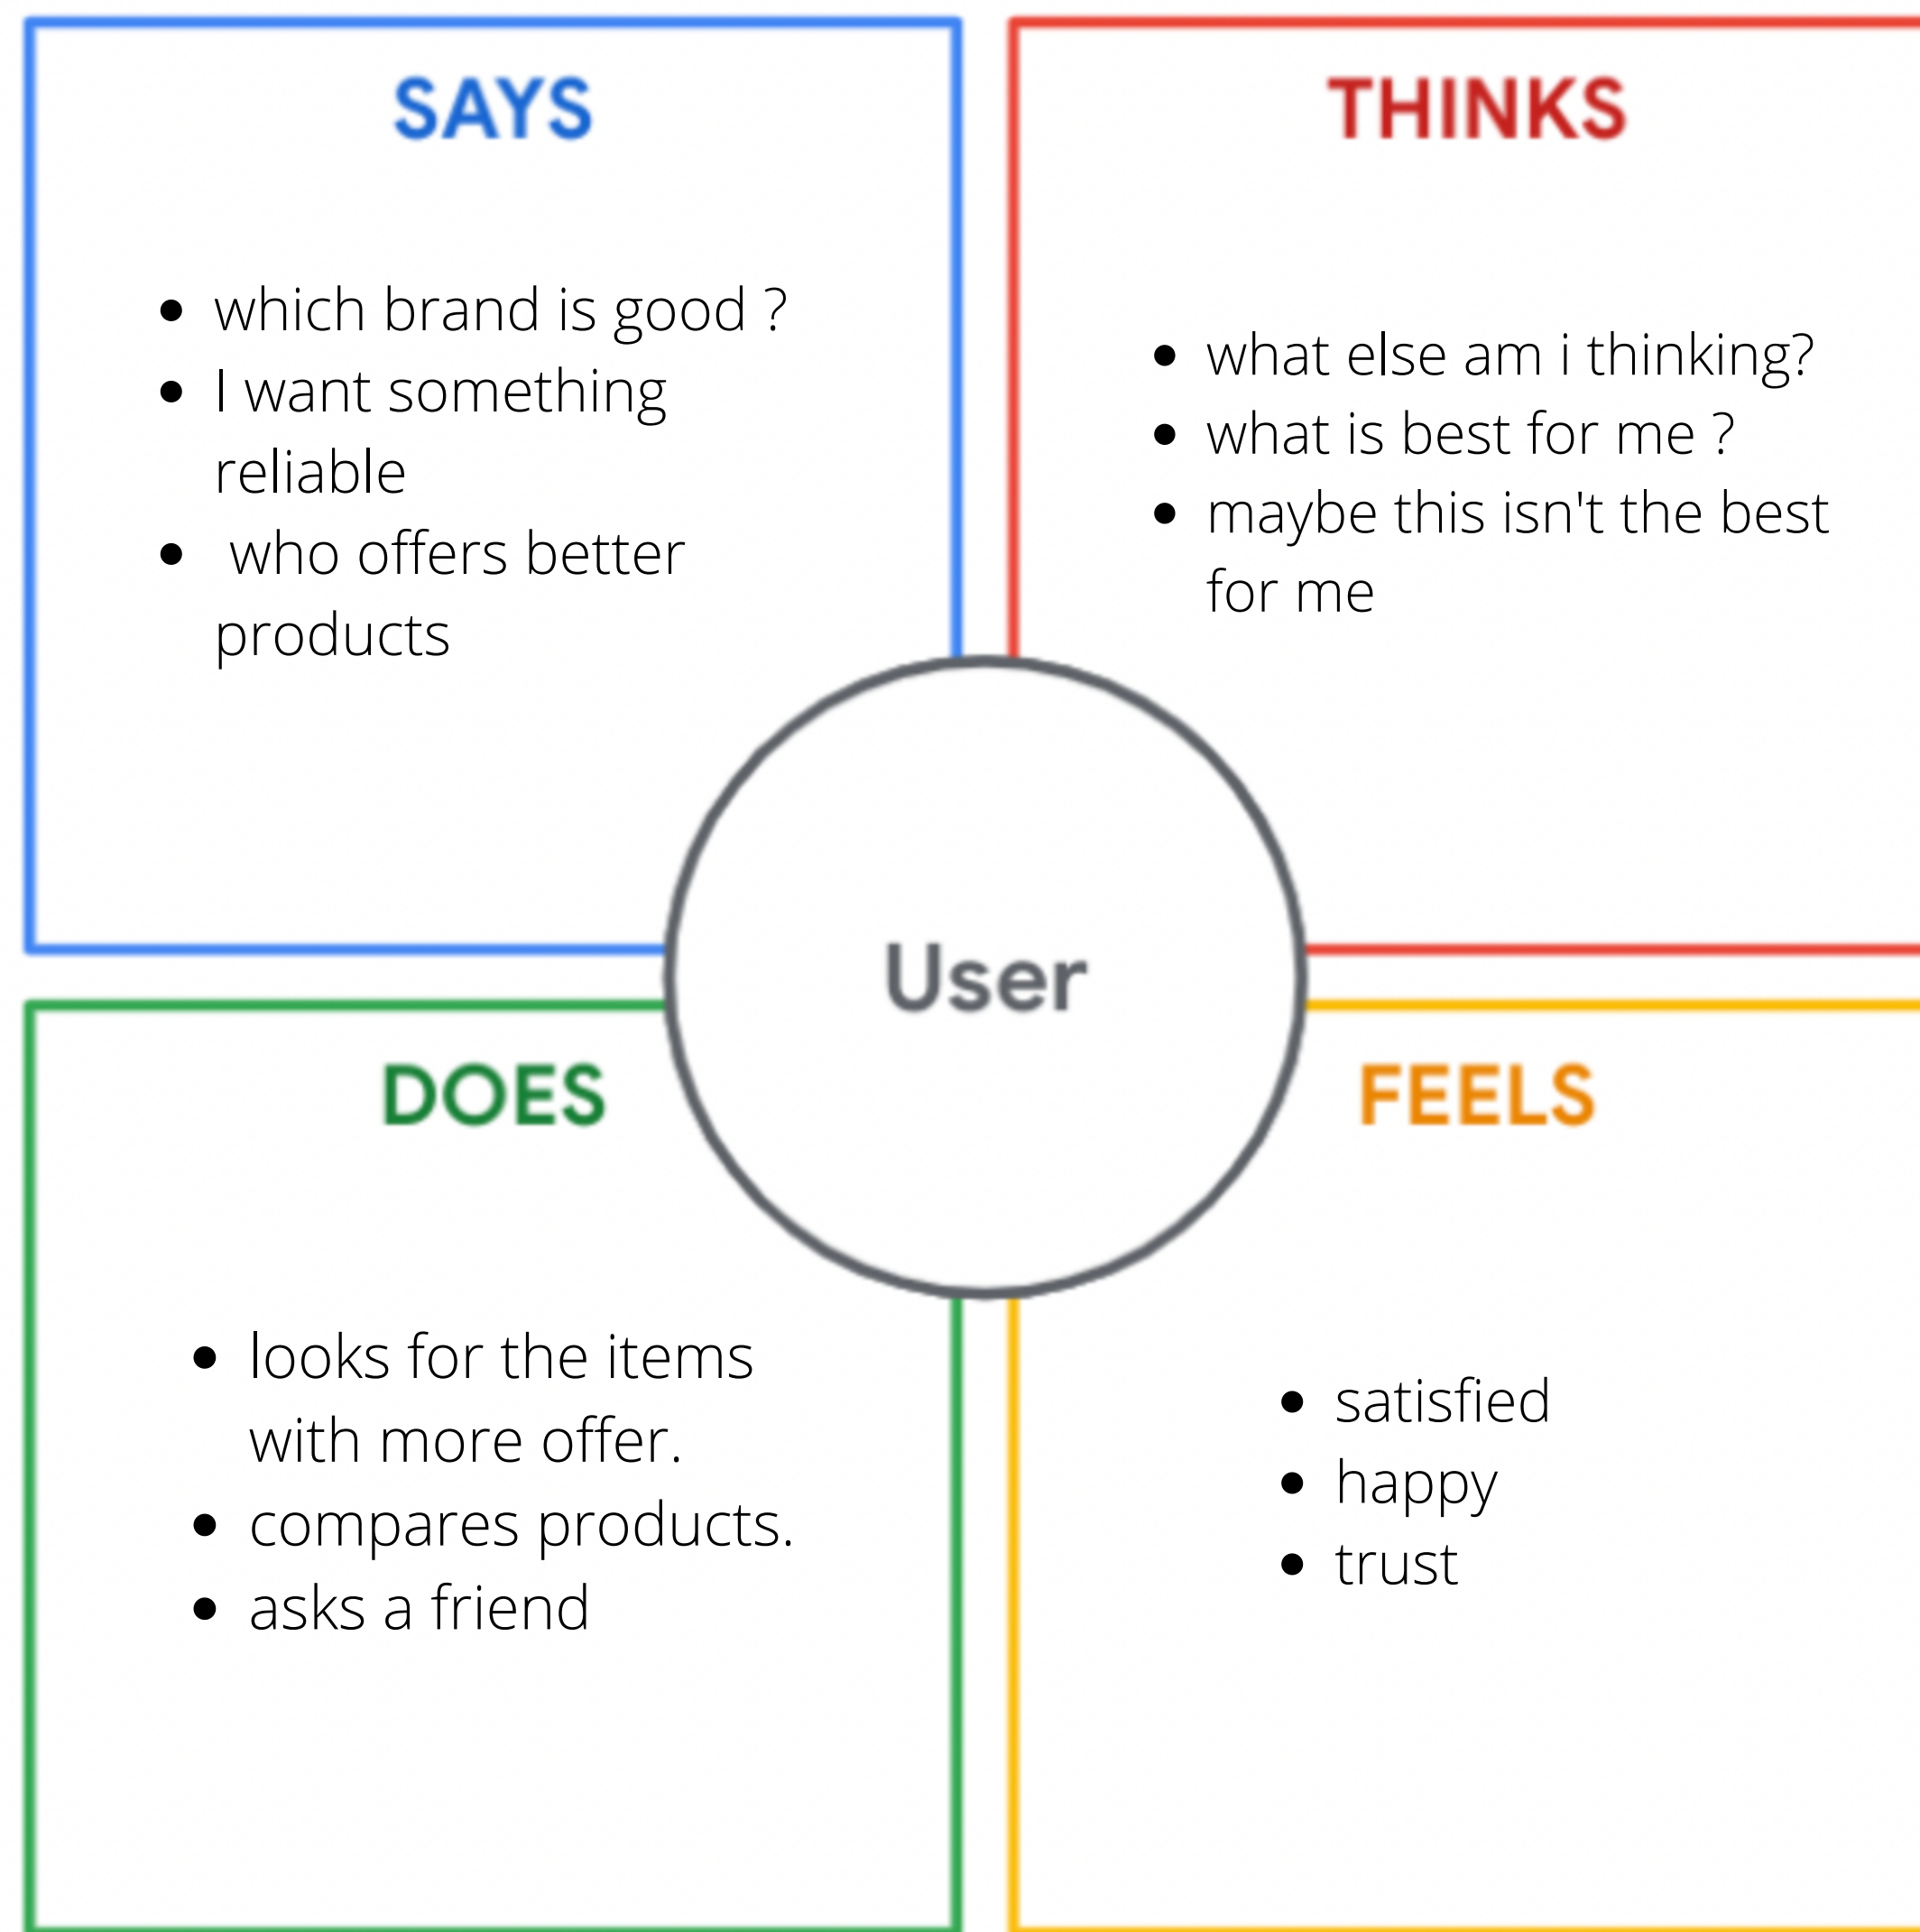 SAYS
• which brand is good ?
• I want something
reliable
• who offers better
products
THINKS
• what else am i thinking?
• what is best for me ?
• maybe this isn't the best
for me
User
DOES
• looks for the items
with more offer.
• compares products.
• asks a friend
FEELS
• satisfied
• happy
• trust